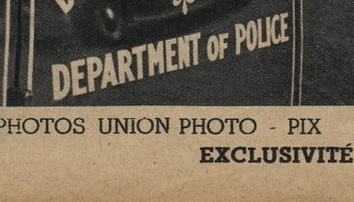 DEPARTMENT OF POLICE
PHOTOS UNION PHOTO - PIX
EXCLUSIVITÉ